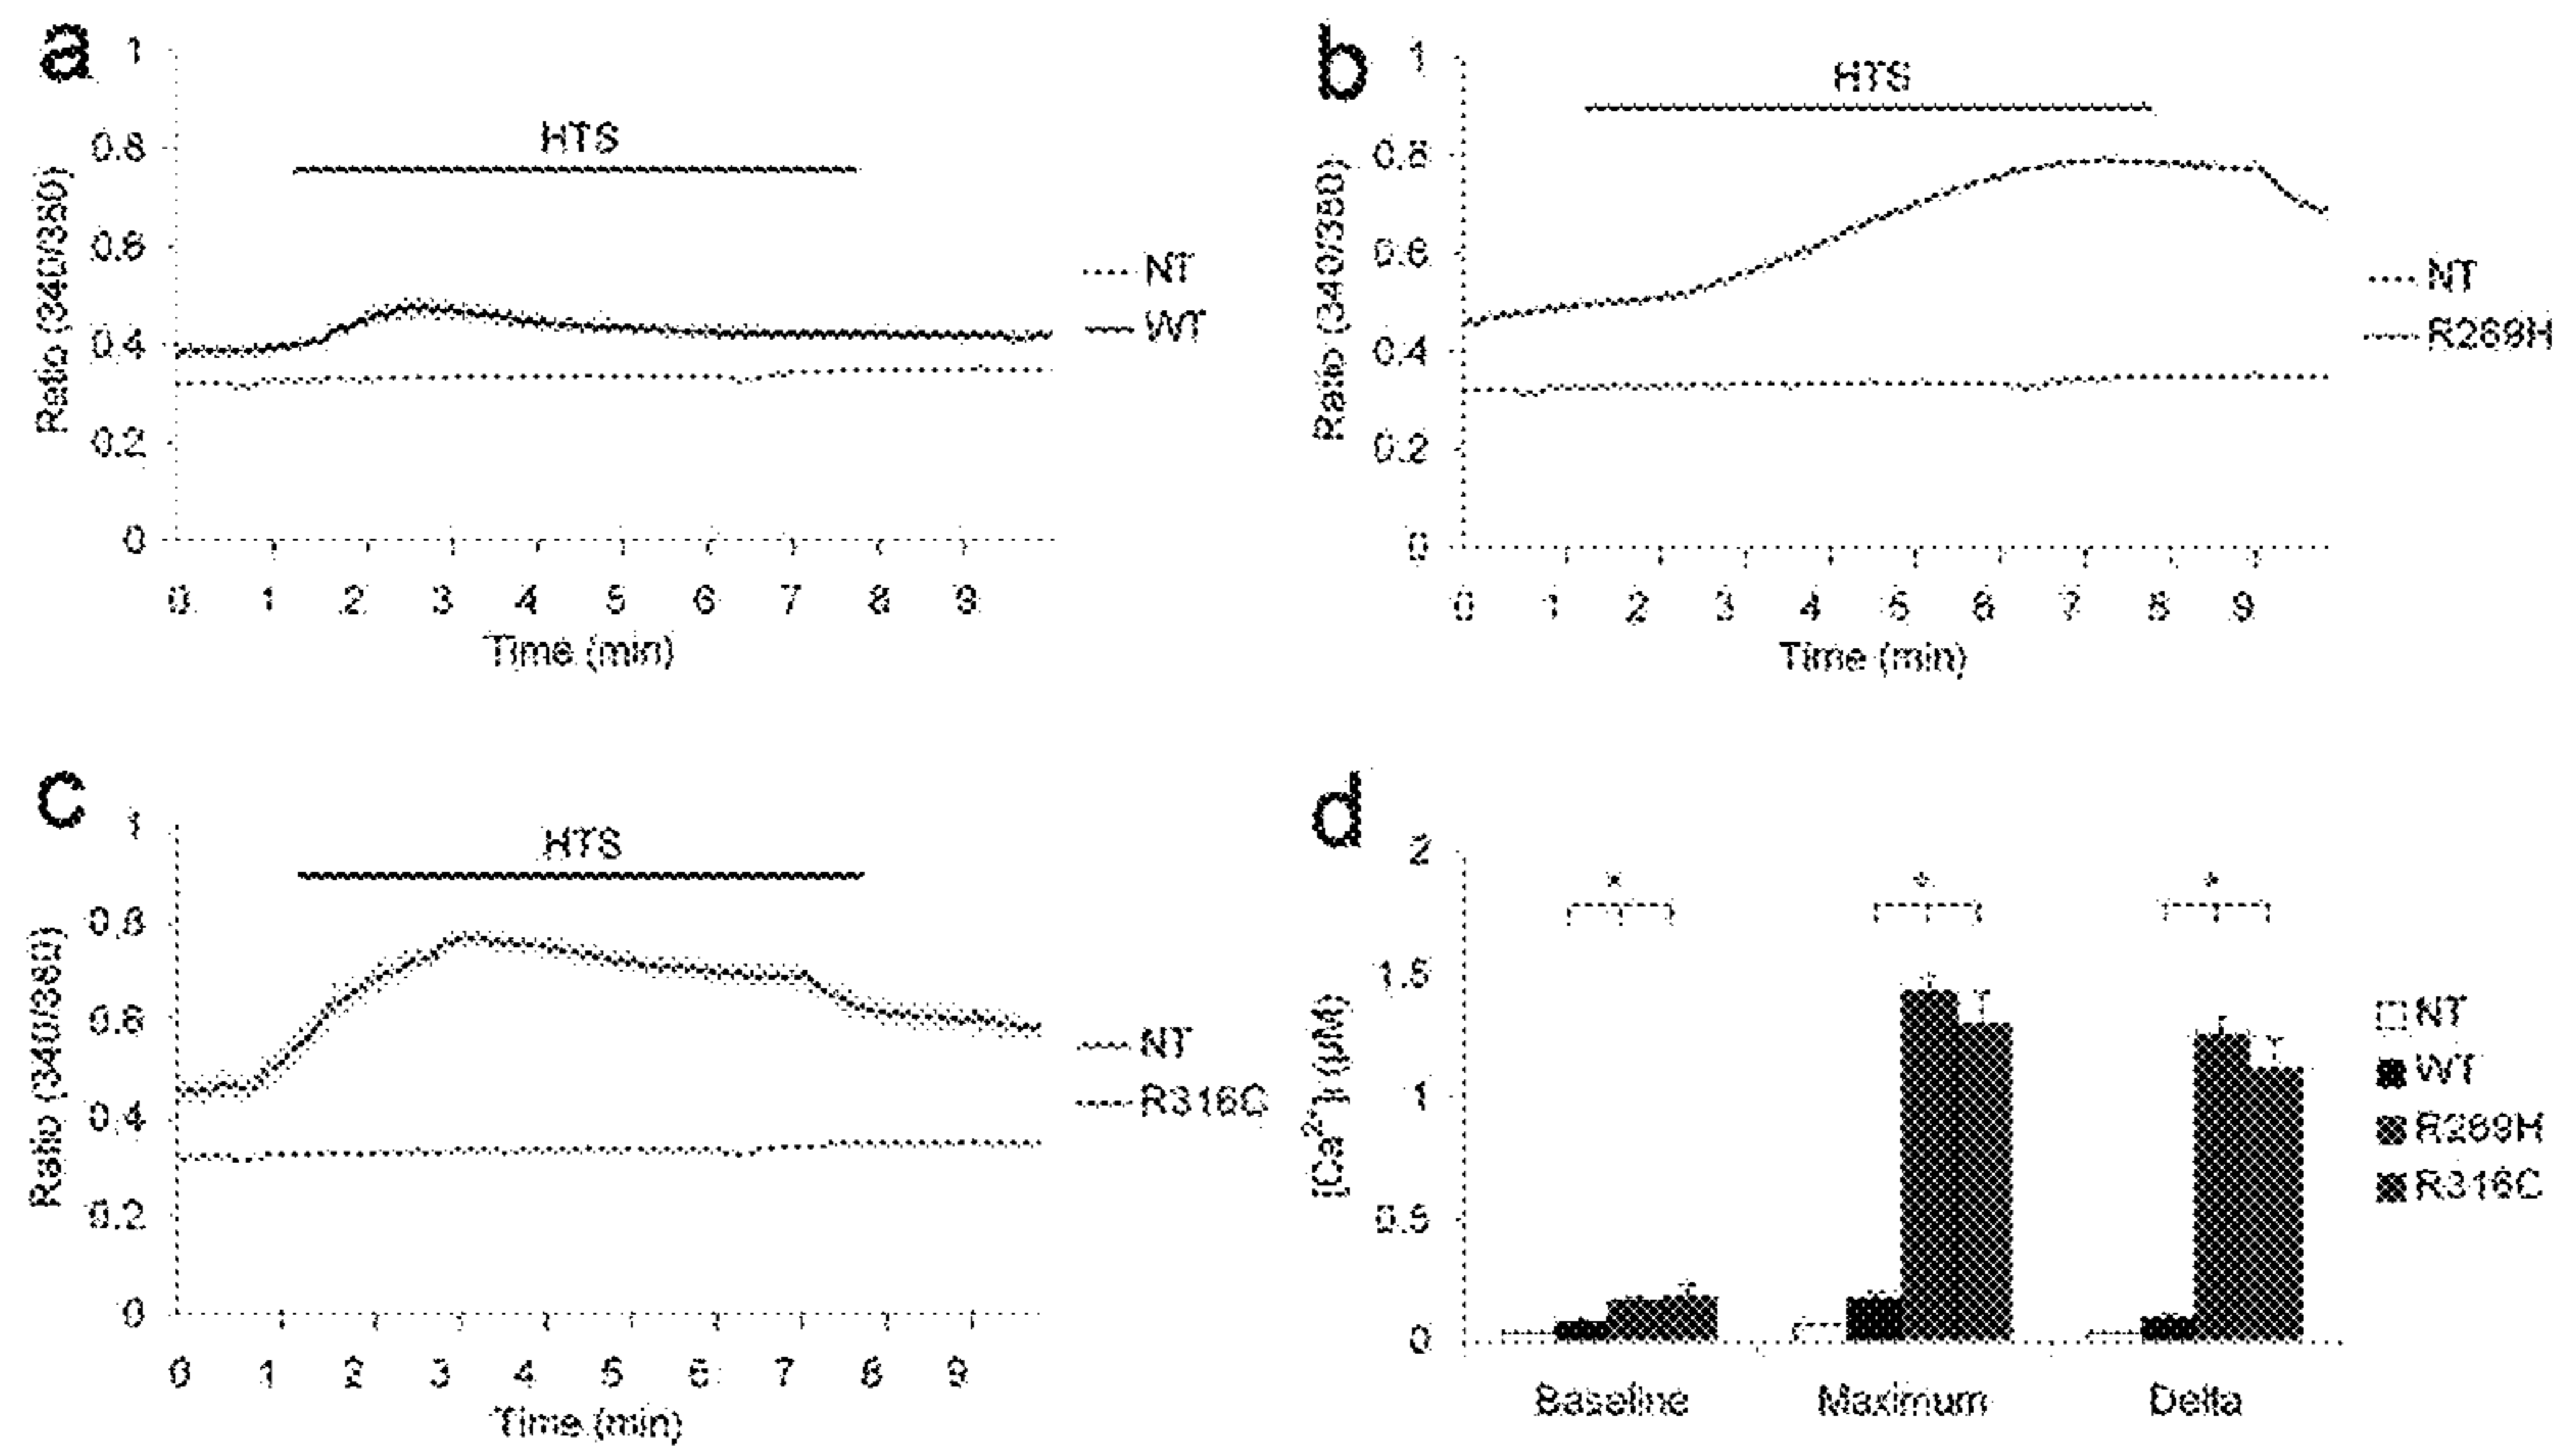 a
1
HTS
0.8
0.6
0.4
0.2
0
Ratio (340/380)
NT
WT
0 1 2 3 4 5 6 7 8 9
Time (min)
b
1
HTS
0.8
0.6
0.4
0.2
0
Ratio (340/380)
NT
R269H
0 1 2 3 4 5 6 7 8 9
Time (min)
c
1
HTS
0.8
0.6
0.4
0.2
0
Ratio (340/380)
NT
R316C
0 1 2 3 4 5 6 7 8 9
Time (min)
d
2
* * *
1.5
1
0.5
0
[Ca2+]i (μM)
NT
WT
R269H
R316C
Baseline Maximum Delta